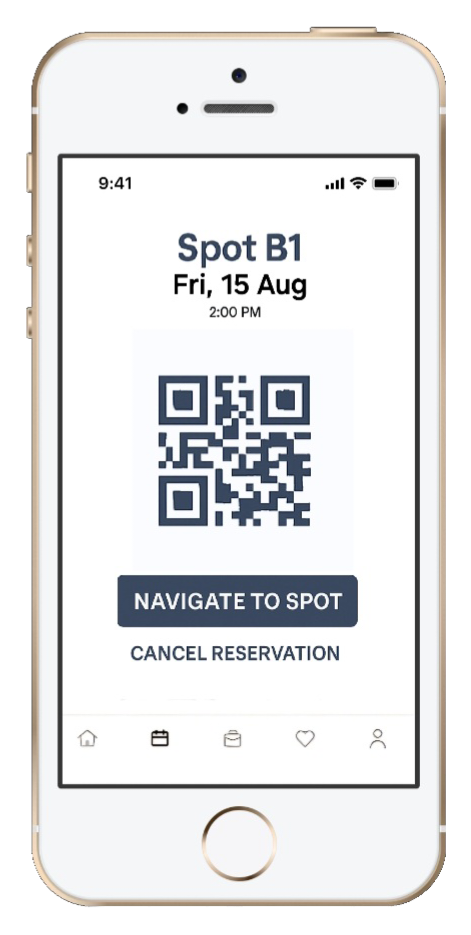 9:41
Spot B1
Fri, 15 Aug
2:00 PM
NAVIGATE TO SPOT
CANCEL RESERVATION